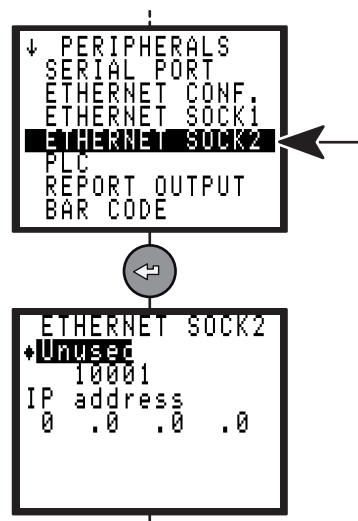 ↓ PERIPHERALS
SERIAL PORT
ETHERNET CONF.
ETHERNET SOCK1
ETHERNET SOCK2
PLC
REPORT OUTPUT
BAR CODE
ETHERNET SOCK2
♦Unused
10001
IP address
0 .0 .0 .0